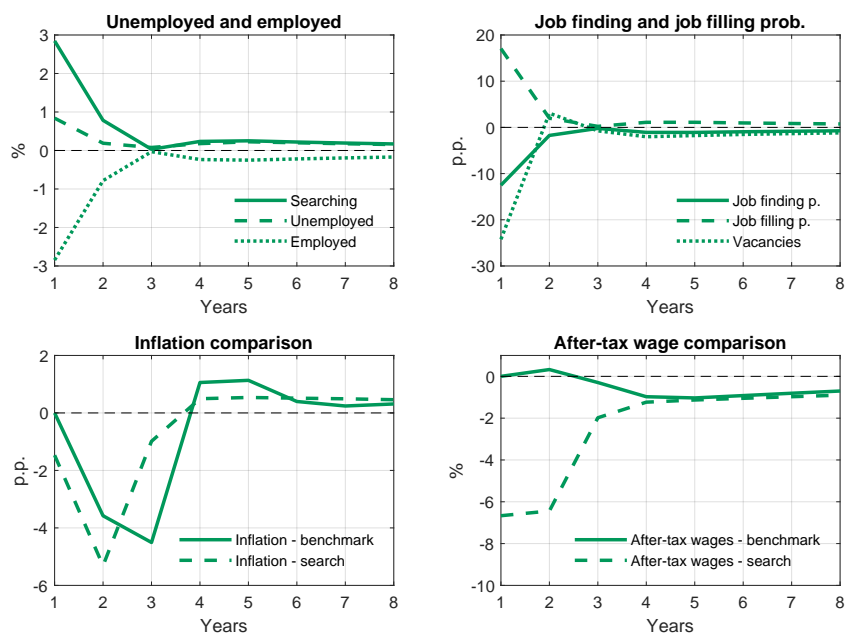 Unemployed and employed
3
2
1
0
-1
-2
-3
%
Searching
Unemployed
Employed
1 2 3 4 5 6 7 8
Years
Job finding and job filling prob.
20
10
0
-10
-20
-30
p.p.
Job finding p.
Job filling p.
Vacancies
1 2 3 4 5 6 7 8
Years
Inflation comparison
2
0
-2
-4
-6
p.p.
Inflation - benchmark
Inflation - search
1 2 3 4 5 6 7 8
Years
After-tax wage comparison
0
-2
-4
-6
-8
-10
%
After-tax wages - benchmark
After-tax wages - search
1 2 3 4 5 6 7 8
Years